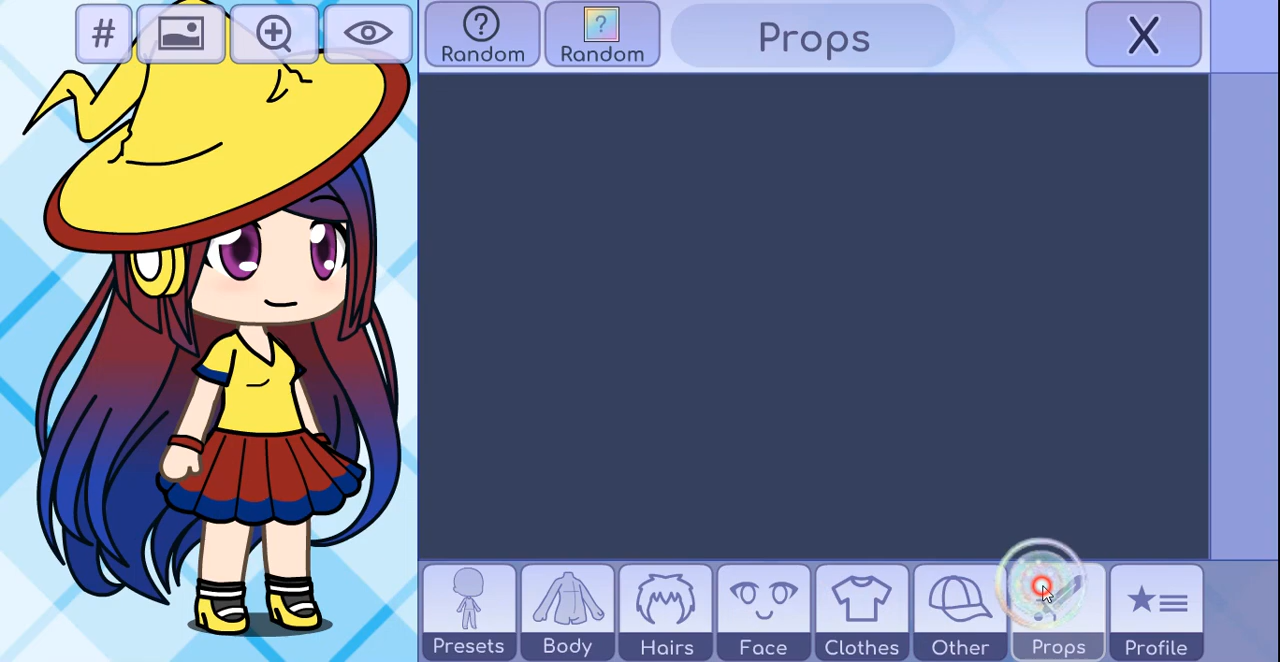 #
? Random
? Random
Props
X
Presets
Body
Hairs
Face
Clothes
Other
Props
Profile